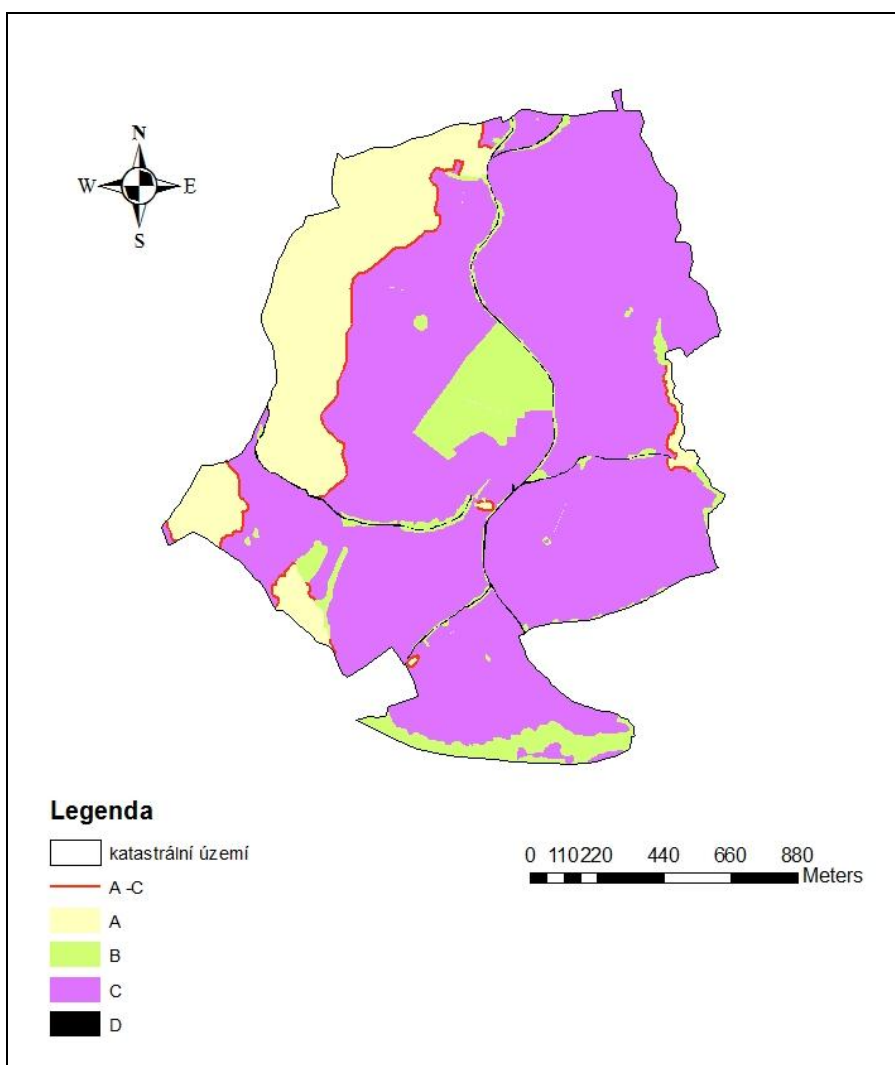 N
W E
S
Legenda
katastrální území
A -C
A
B
C
D
0 110220 440 660 880
Meters